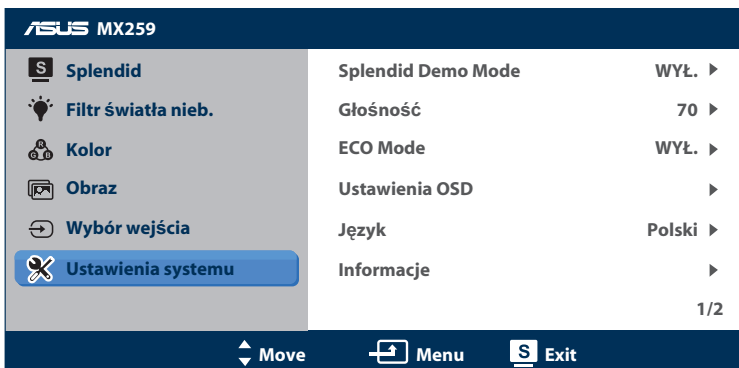 ASUS MX259
S Splendid
Filtr światła nieb.
R G B Kolor
Obraz
Wybór wejścia
Ustawienia systemu
Splendid Demo Mode WYŁ.
Głośność 70
ECO Mode WYŁ.
Ustawienia OSD
Język Polski
Informacje
1/2
Move Menu S Exit